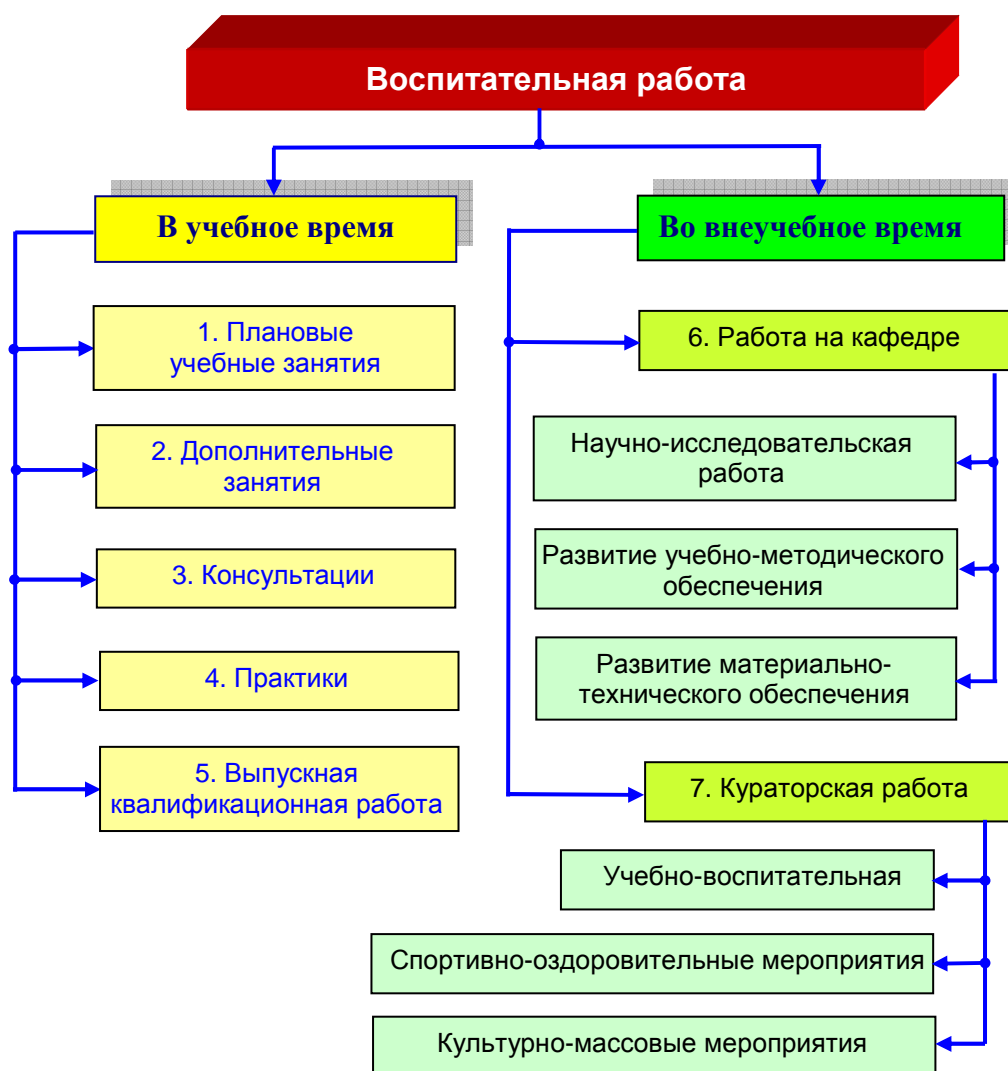 Воспитательная работа
В учебное время
1. Плановые
учебные занятия
2. Дополнительные
занятия
3. Консультации
4. Практики
5. Выпускная
квалификационная работа
Во внеучебное время
6. Работа на кафедре
Научно-исследовательская
работа
Развитие учебно-методического
обеспечения
Развитие материально-
технического обеспечения
7. Кураторская работа
Учебно-воспитательная
Спортивно-оздоровительные мероприятия
Культурно-массовые мероприятия